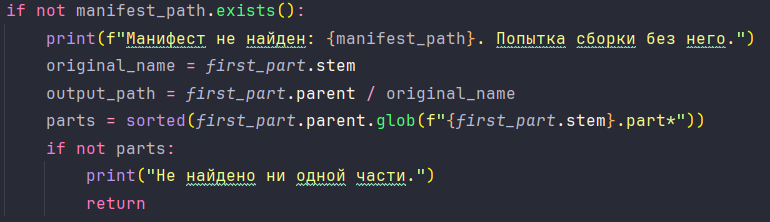 if not manifest_path.exists():
    print(f"Манифест не найден: {manifest_path}. Попытка сборки без него.")
    original_name = first_part.stem
    output_path = first_part.parent / original_name
    parts = sorted(first_part.parent.glob(f"{first_part.stem}.part*"))
    if not parts:
        print("Не найдено ни одной части.")
        return